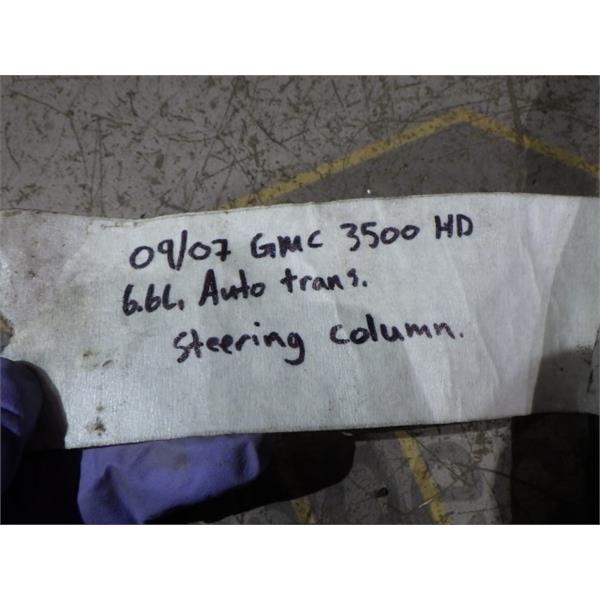 09/07 GMC 3500 HD
6.6L, Auto trans.
steering column.